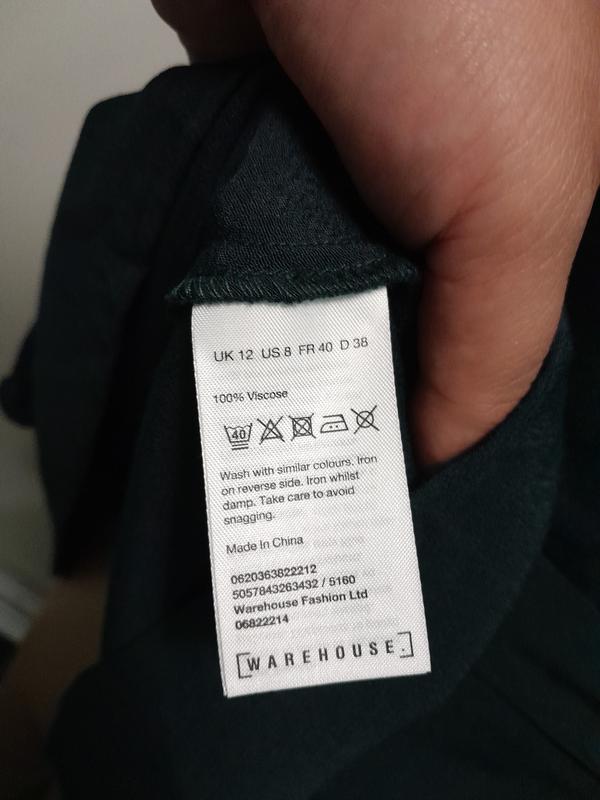 UK 12 US 8 FR 40 D 38
100% Viscose
40
Wash with similar colours. Iron
on reverse side. Iron whilst
damp. Take care to avoid
snagging.
Made In China
0620363822212
5057843263432 / 5160
Warehouse Fashion Ltd
06822214
[WAREHOUSE.]